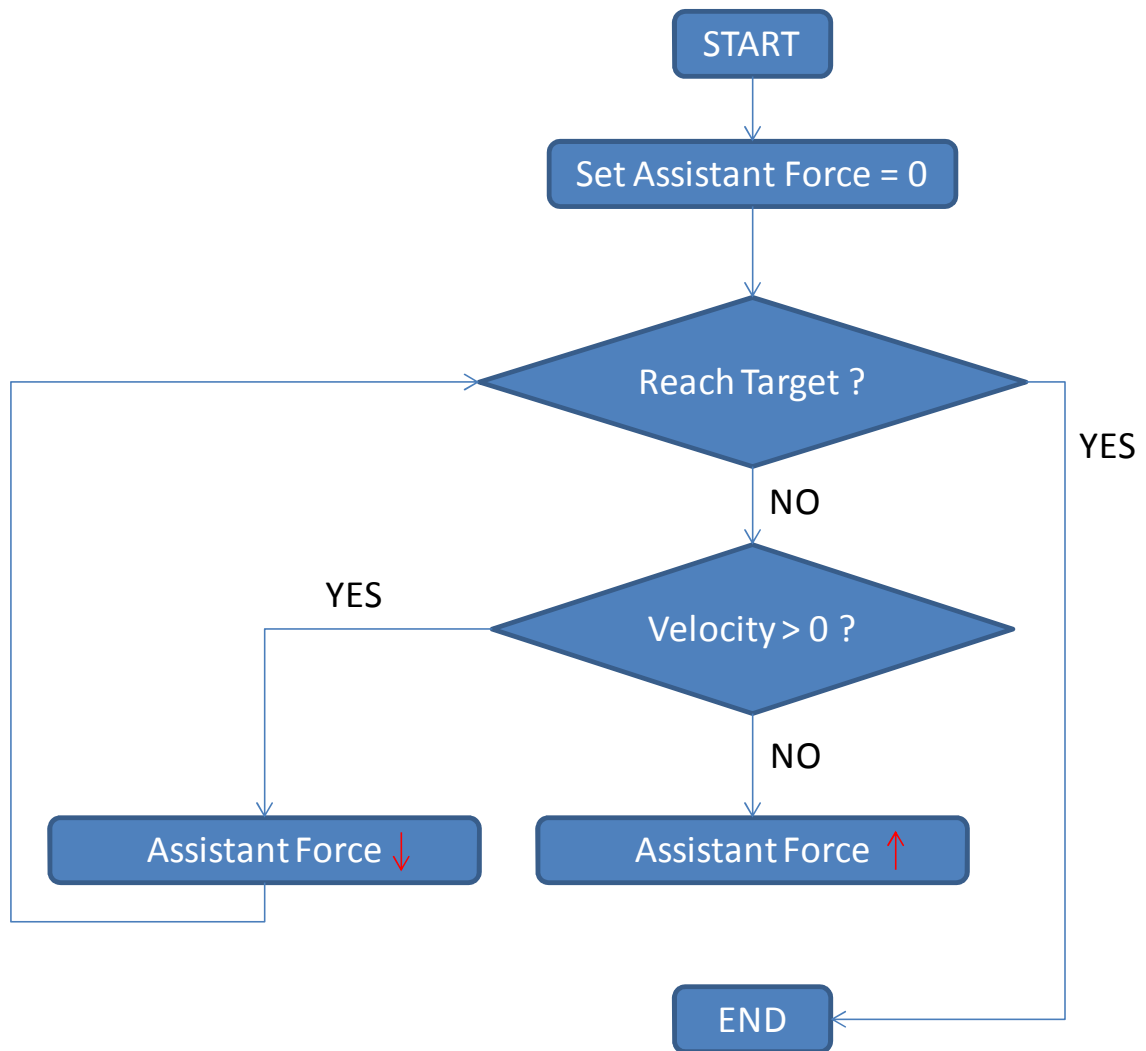 START
Set Assistant Force = 0
Reach Target ?
YES
NO
YES
Velocity > 0 ?
NO
Assistant Force ↓
Assistant Force ↑
END